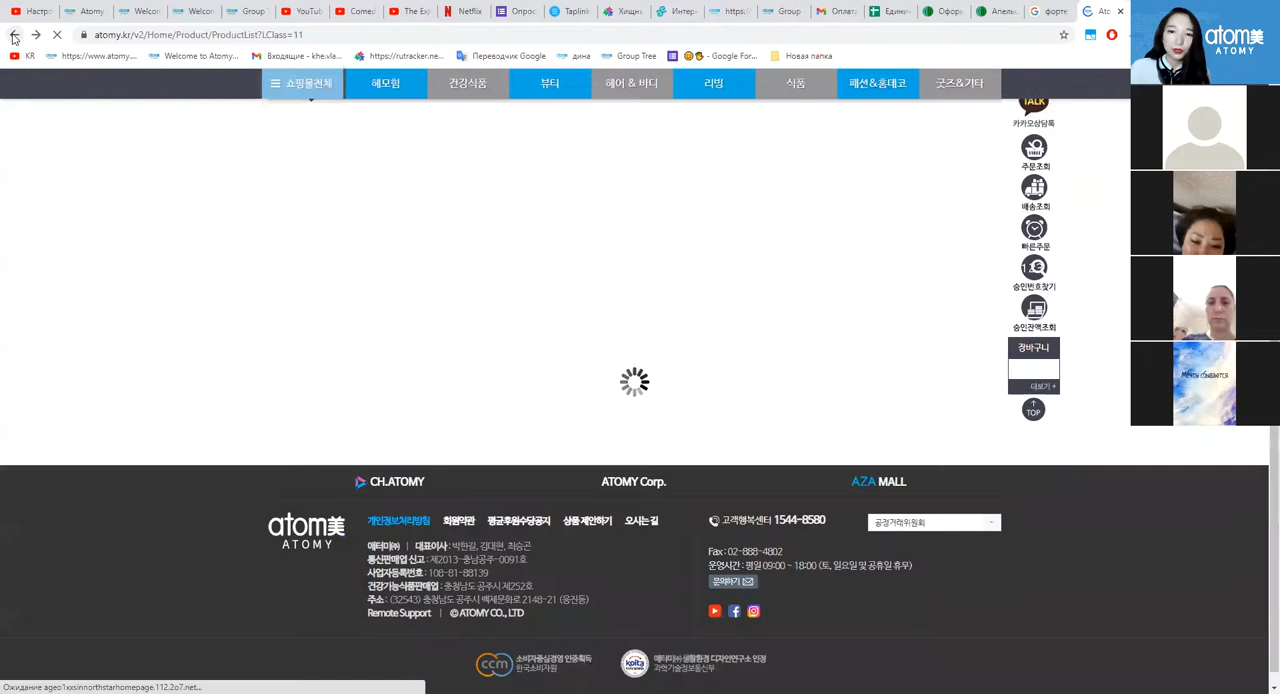 Настро
Atomy
Welcon
Welcor
Group T
YouTub
Comed
The Exp
Netflix
Опрос
Taplink
Хищны
Интерн
https://
Group
Оплата
Едини
Оформ
Апельс
форте
Ato
atomy.kr/v2/Home/Product/ProductList?LClass=11
KR
https://www.atomy....
Welcome to Atomy...
Входящие - khe.vla...
https://rutracker.ne...
Переводчик Google
дина
Group Tree
- Google For...
Новая папка
쇼핑몰전체
헤모힘
건강식품
뷰티
헤어 & 바디
리빙
식품
패션&홈데코
굿즈&기타
TALK
카카오상담톡
주문조회
배송조회
빠른주문
승인번호찾기
승인잔액조회
장바구니
더보기 +
TOP
CH.ATOMY
ATOMY Corp.
AZA MALL
atom美
ATOMY
개인정보처리방침 회원약관 평균후원수당공지 상품 제안하기 오시는 길
애터미㈜ | 대표이사 : 박한길, 김대현, 최승곤
통신판매업 신고 : 제2013-충남공주-0091호
사업자등록번호 : 108-81-88139
건강기능식품판매업 : 충청남도 공주시 제252호
주소 : (32543) 충청남도 공주시 백제문화로 2148-21 (웅진동)
Remote Support | ⓒ ATOMY CO., LTD
고객행복센터 1544-8580
Fax : 02-888-4802
운영시간 : 평일 09:00 ~ 18:00 (토, 일요일 및 공휴일 휴무)
문의하기
공정거래위원회
ccm
소비자중심경영 인증획득
한국소비자원
koita
애터미㈜ 생활환경 디자인연구소 인정
과학기술정보통신부
Ожидание ageo1xxsinnorthstarhomepage.112.2o7.net...
atom美
ATOMY
Мечты сбываются